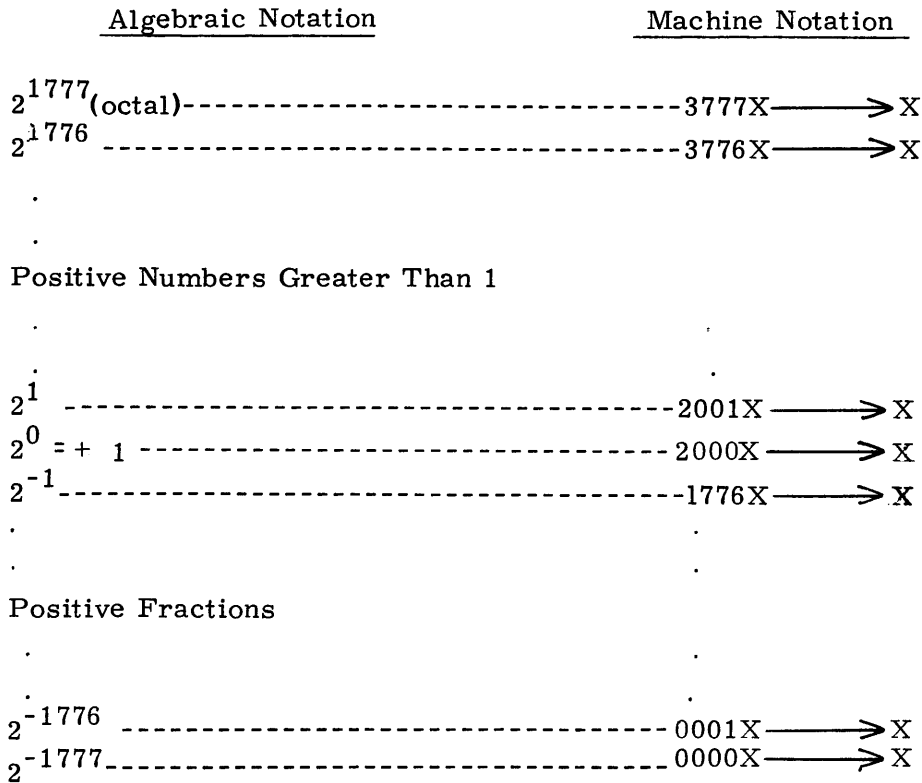 Algebraic Notation Machine Notation
2^1777 (octal)--------------------3777X⟶X
2^1776 --------------------3776X⟶X
.
.
Positive Numbers Greater Than 1
. .
. .
2^1 --------------------2001X⟶X
2^0 = + 1 --------------------2000X⟶X
2^-1 --------------------1776X⟶X
. .
. .
Positive Fractions
. .
. .
2^-1776 --------------------0001X⟶X
2^-1777 --------------------0000X⟶X